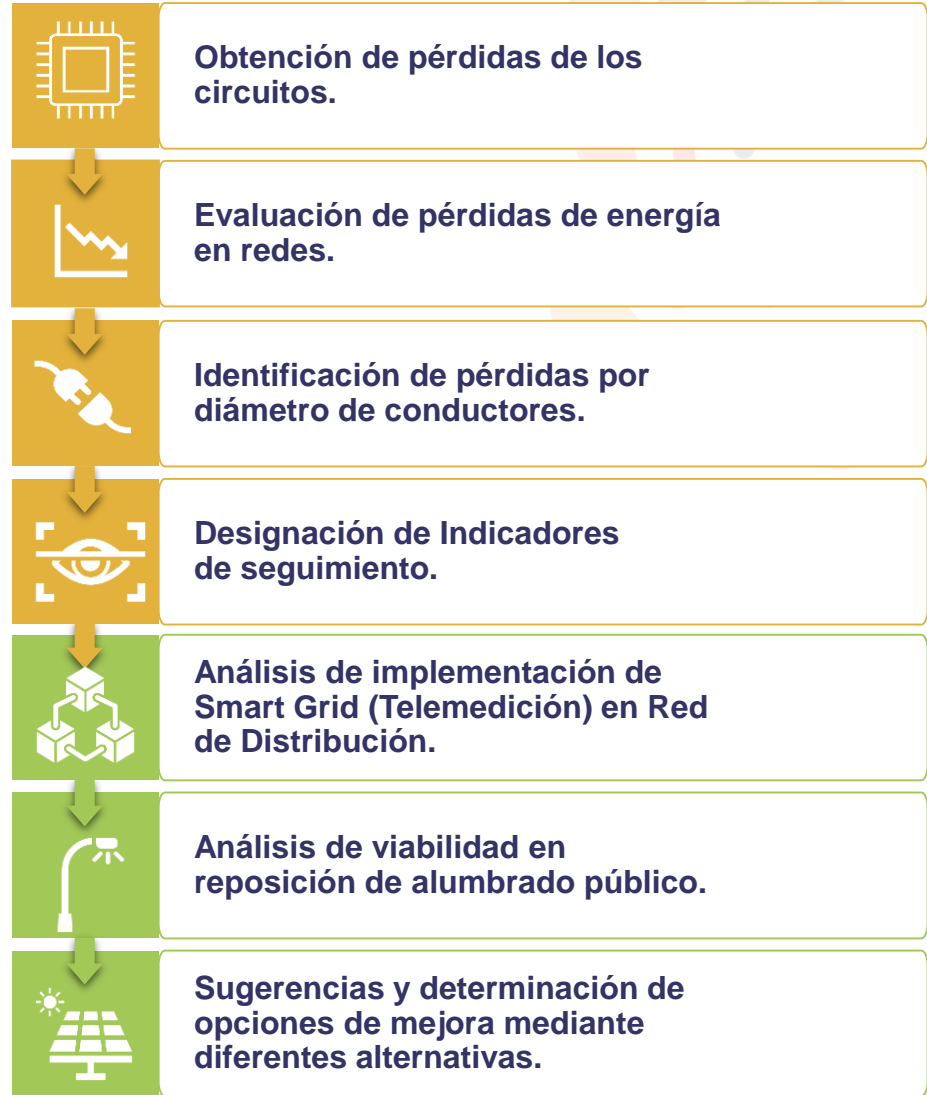 Obtención de pérdidas de los
circuitos.
Evaluación de pérdidas de energía
en redes.
Identificación de pérdidas por
diámetro de conductores.
Designación de Indicadores
de seguimiento.
Análisis de implementación de
Smart Grid (Telemedición) en Red
de Distribución.
Análisis de viabilidad en
reposición de alumbrado público.
Sugerencias y determinación de
opciones de mejora mediante
diferentes alternativas.